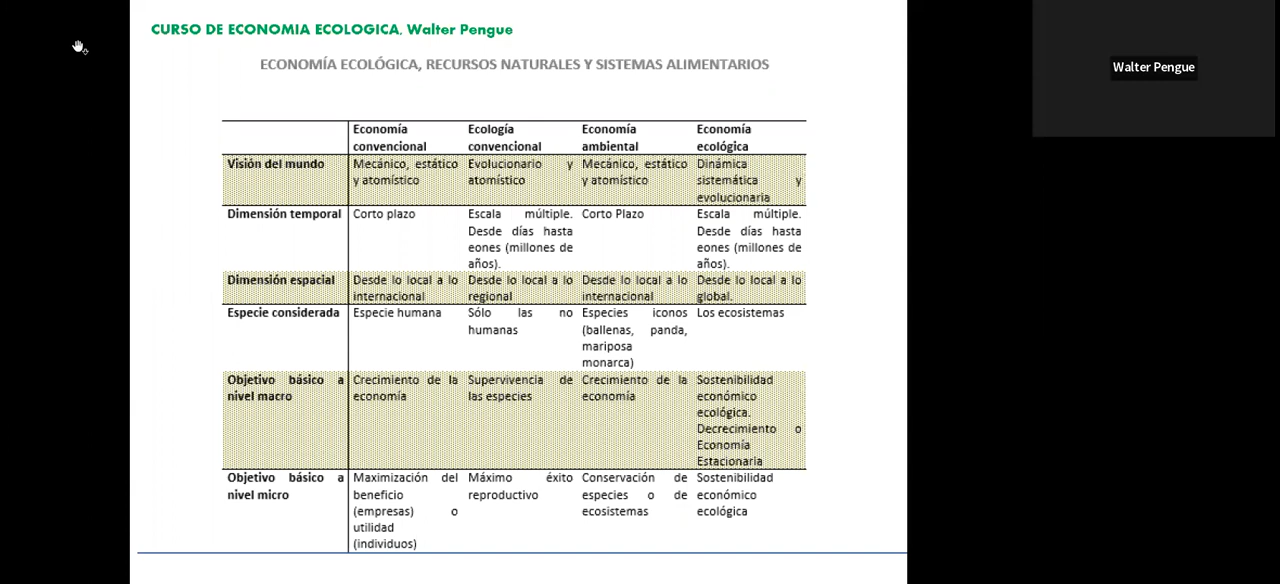 CURSO DE ECONOMIA ECOLOGICA. Walter Pengue
Walter Pengue
ECONOMÍA ECOLÓGICA, RECURSOS NATURALES Y SISTEMAS ALIMENTARIOS
Economía convencional Ecología convencional Economía ambiental Economía ecológica
Visión del mundo Mecánico, estático y atomístico Evolucionario y atomístico Mecánico, estático y atomístico Dinámica sistemática y evolucionaria
Dimensión temporal Corto plazo Escala múltiple. Desde días hasta eones (millones de años). Corto Plazo Escala múltiple. Desde días hasta eones (millones de años).
Dimensión espacial Desde lo local a lo internacional Desde lo local a lo regional Desde lo local a lo internacional Desde lo local a lo global.
Especie considerada Especie humana Sólo las no humanas Especies iconos (ballenas, panda, mariposa monarca) Los ecosistemas
Objetivo básico a nivel macro Crecimiento de la economía Supervivencia de las especies Crecimiento de la economía Sostenibilidad económico ecológica. Decrecimiento o Economía Estacionaria
Objetivo básico a nivel micro Maximización del beneficio (empresas) o utilidad (individuos) Máximo éxito reproductivo Conservación de especies o de ecosistemas Sostenibilidad económico ecológica